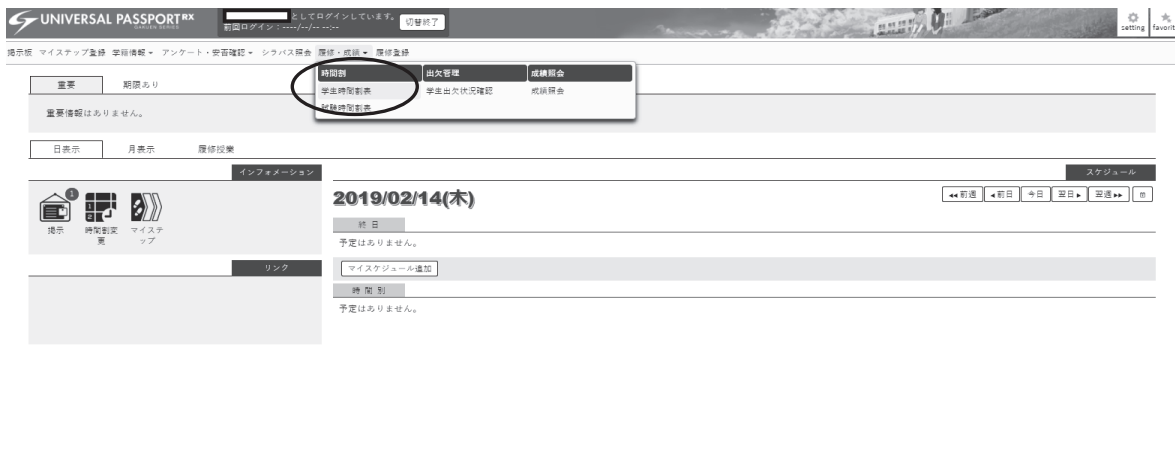 UNIVERSAL PASSPORT RX
GAKUEN SERIES
としてログインしています。
前回ログイン：----/--/-- --:--
切替終了
setting
favorit
掲示板 マイステップ登録 学籍情報 アンケート・安否確認 シラバス照会 履修・成績 履修登録
時間割 出欠管理 成績照会
学生時間割表 学生出欠状況確認 成績照会
試験時間割表
重要 期限あり
重要情報はありません。
日表示 月表示 履修授業
インフォメーション
スケジュール
1
掲示
時間割変更
マイステップ
2019/02/14(木)
前週 前日 今日 翌日 翌週
終日
予定はありません。
リンク
マイスケジュール追加
時間別
予定はありません。